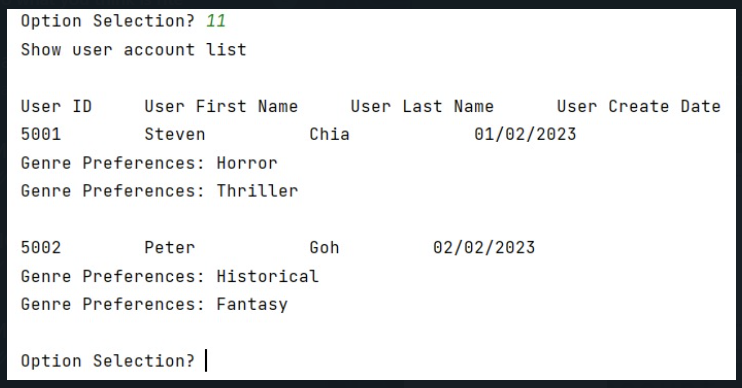 Option Selection? 11
Show user account list
User ID User First Name User Last Name User Create Date
5001 Steven Chia 01/02/2023
Genre Preferences: Horror
Genre Preferences: Thriller
5002 Peter Goh 02/02/2023
Genre Preferences: Historical
Genre Preferences: Fantasy
Option Selection?